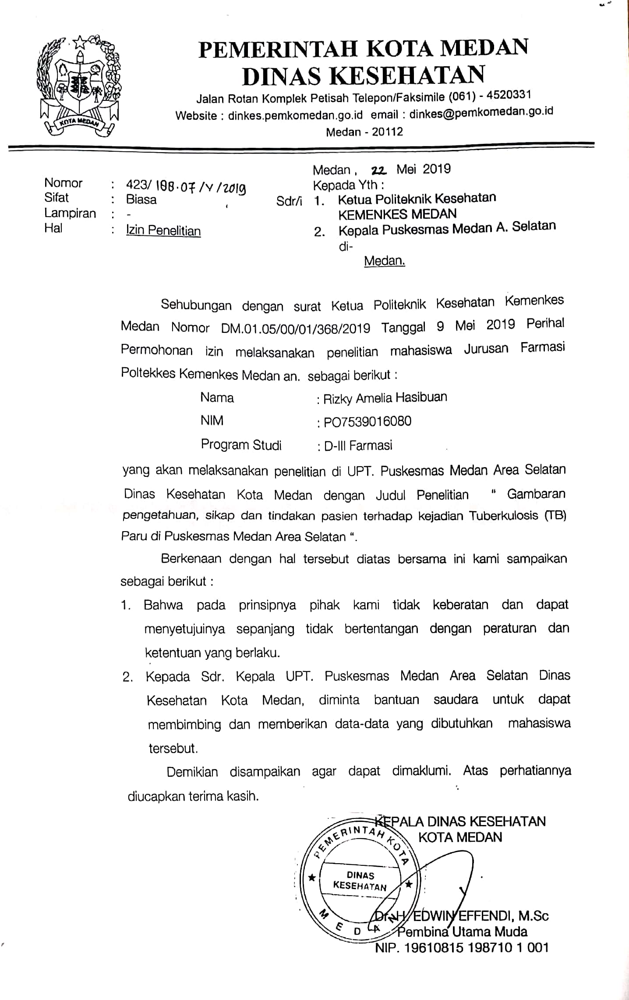 PEMERINTAH KOTA MEDAN
DINAS KESEHATAN
Jalan Rotan Komplek Petisah Telepon/Faksimile (061) - 4520331
Website : dinkes.pemkomedan.go.id email : dinkes@pemkomedan.go.id
Medan - 20112
KOTA MEDAN
Medan , 22 Mei 2019
Nomor : 423/ 188.07 /V/2019
Kepada Yth :
Sifat : Biasa
Sdr/i 1. Ketua Politeknik Kesehatan
Lampiran : -
KEMENKES MEDAN
Hal : Izin Penelitian
2. Kepala Puskesmas Medan A. Selatan
di-
Medan.
Sehubungan dengan surat Ketua Politeknik Kesehatan Kemenkes
Medan Nomor DM.01.05/00/01/368/2019 Tanggal 9 Mei 2019 Perihal
Permohonan izin melaksanakan penelitian mahasiswa Jurusan Farmasi
Poltekkes Kemenkes Medan an. sebagai berikut :
Nama : Rizky Amelia Hasibuan
NIM : PO7539016080
Program Studi : D-III Farmasi
yang akan melaksanakan penelitian di UPT. Puskesmas Medan Area Selatan
Dinas Kesehatan Kota Medan dengan Judul Penelitian “ Gambaran
pengetahuan, sikap dan tindakan pasien terhadap kejadian Tuberkulosis (TB)
Paru di Puskesmas Medan Area Selatan “.
Berkenaan dengan hal tersebut diatas bersama ini kami sampaikan
sebagai berikut :
1. Bahwa pada prinsipnya pihak kami tidak keberatan dan dapat
menyetujuinya sepanjang tidak bertentangan dengan peraturan dan
ketentuan yang berlaku.
2. Kepada Sdr. Kepala UPT. Puskesmas Medan Area Selatan Dinas
Kesehatan Kota Medan, diminta bantuan saudara untuk dapat
membimbing dan memberikan data-data yang dibutuhkan mahasiswa
tersebut.
Demikian disampaikan agar dapat dimaklumi. Atas perhatiannya
diucapkan terima kasih.
KEPALA DINAS KESEHATAN
KOTA MEDAN
PEMERINTAH KOTA
DINAS
KESEHATAN
MEDAN
Dr. H. EDWIN EFFENDI, M.Sc
Pembina Utama Muda
NIP. 19610815 198710 1 001